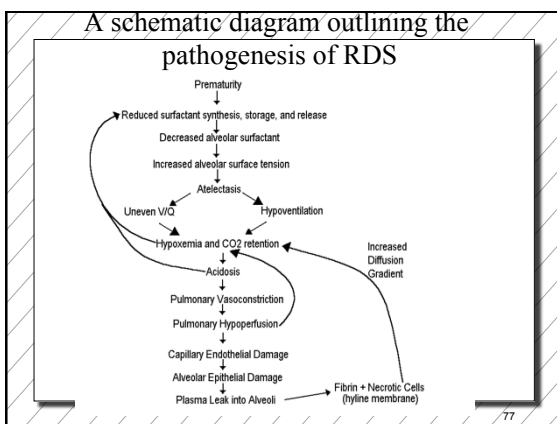 A schematic diagram outlining the
pathogenesis of RDS
Prematurity
Reduced surfactant synthesis, storage, and release
Decreased alveolar surfactant
Increased alveolar surface tension
Atelectasis
Uneven V/Q
Hypoventilation
Hypoxemia and CO2 retention
Increased
Diffusion
Gradient
Acidosis
Pulmonary Vasoconstriction
Pulmonary Hypoperfusion
Capillary Endothelial Damage
Alveolar Epithelial Damage
Plasma Leak into Alveoli
Fibrin + Necrotic Cells
(hyline membrane)
77